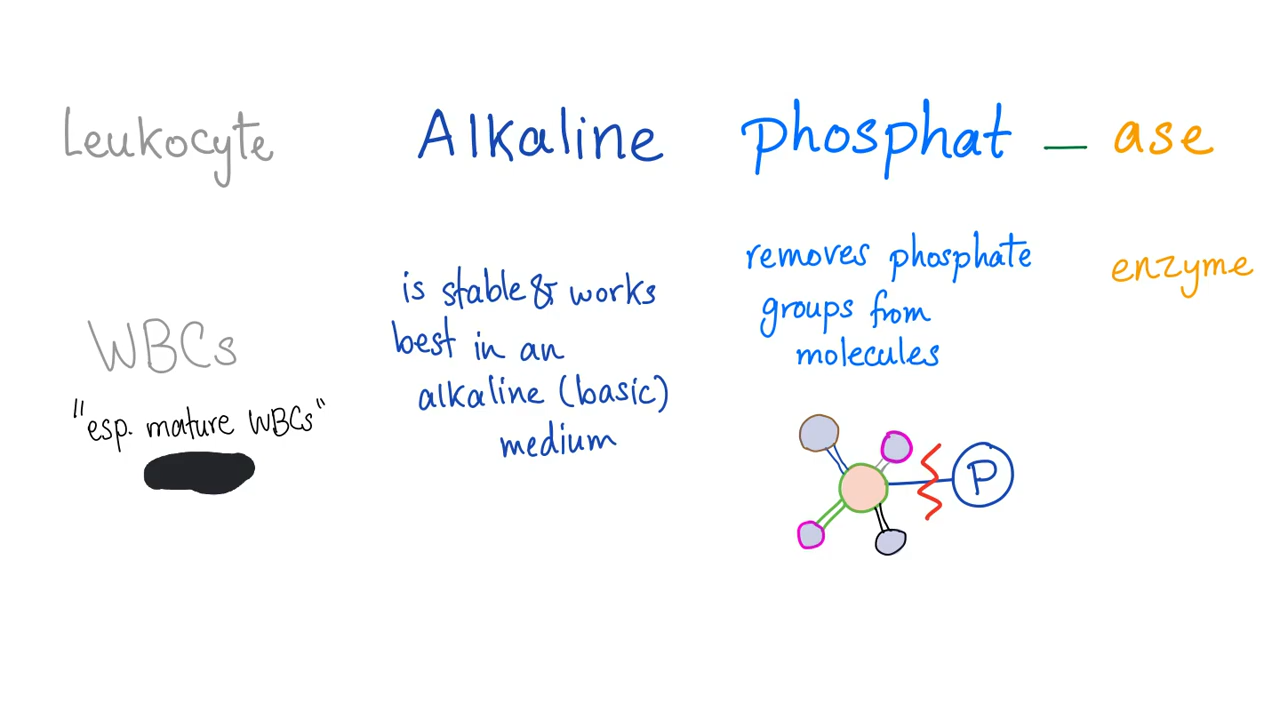 Leukocyte Alkaline phosphat - ase
WBCs
"esp. mature WBCs"
is stable & works
best in an
alkaline (basic)
medium
removes phosphate
groups from
molecules
P
enzyme